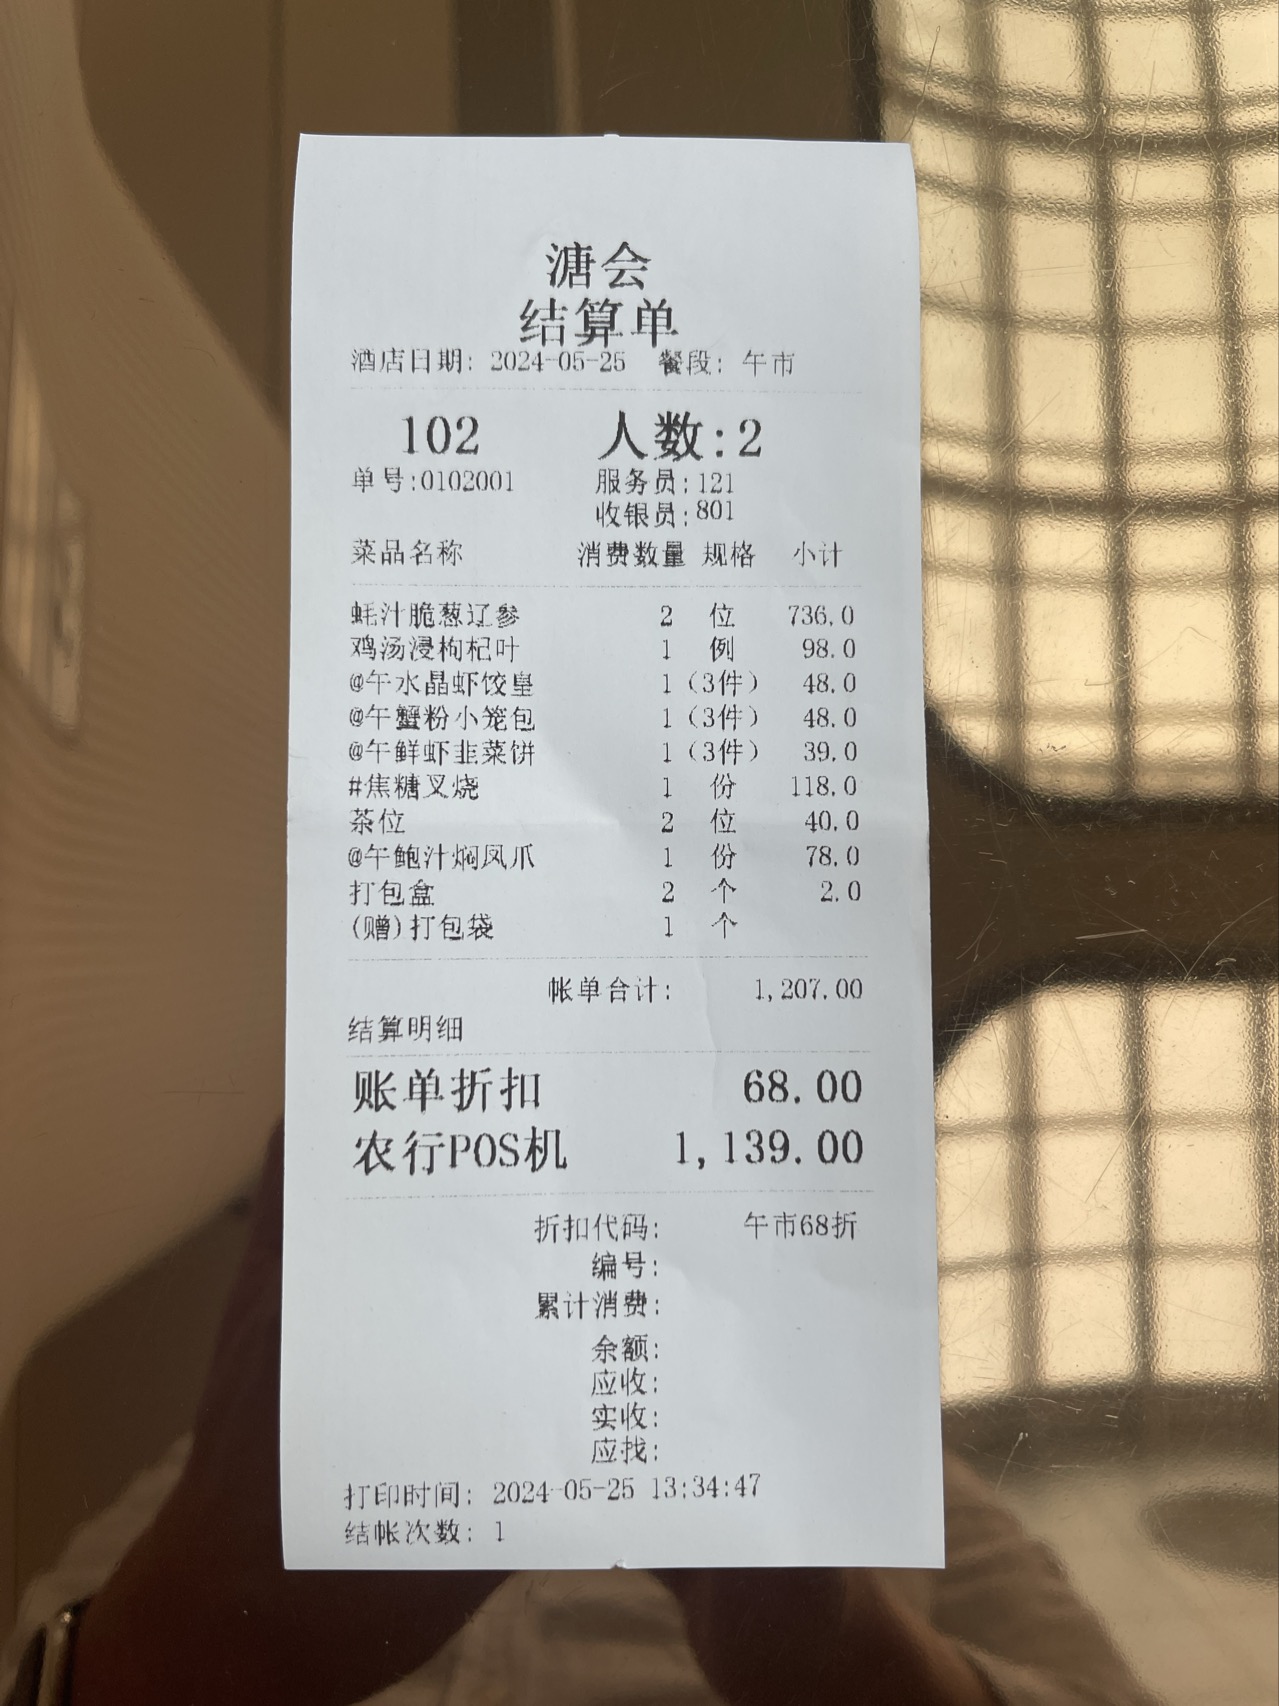 溏会
结算单
酒店日期: 2024-05-25 餐段: 午市
102 人数:2
单号:0102001 服务员:121
收银员:801
菜品名称 消费数量 规格 小计
蚝汁脆葱辽参 2 位 736.0
鸡汤浸枸杞叶 1 例 98.0
@午水晶虾饺皇 1 (3件) 48.0
@午蟹粉小笼包 1 (3件) 48.0
@午鲜虾韭菜饼 1 (3件) 39.0
#焦糖叉烧 1 份 118.0
茶位 2 位 40.0
@午鲍汁焖凤爪 1 份 78.0
打包盒 2 个 2.0
(赠)打包袋 1 个
帐单合计: 1,207.00
结算明细
账单折扣 68.00
农行POS机 1,139.00
折扣代码: 午市68折
编号:
累计消费:
余额:
应收:
实收:
应找:
打印时间: 2024-05-25 13:34:47
结帐次数: 1